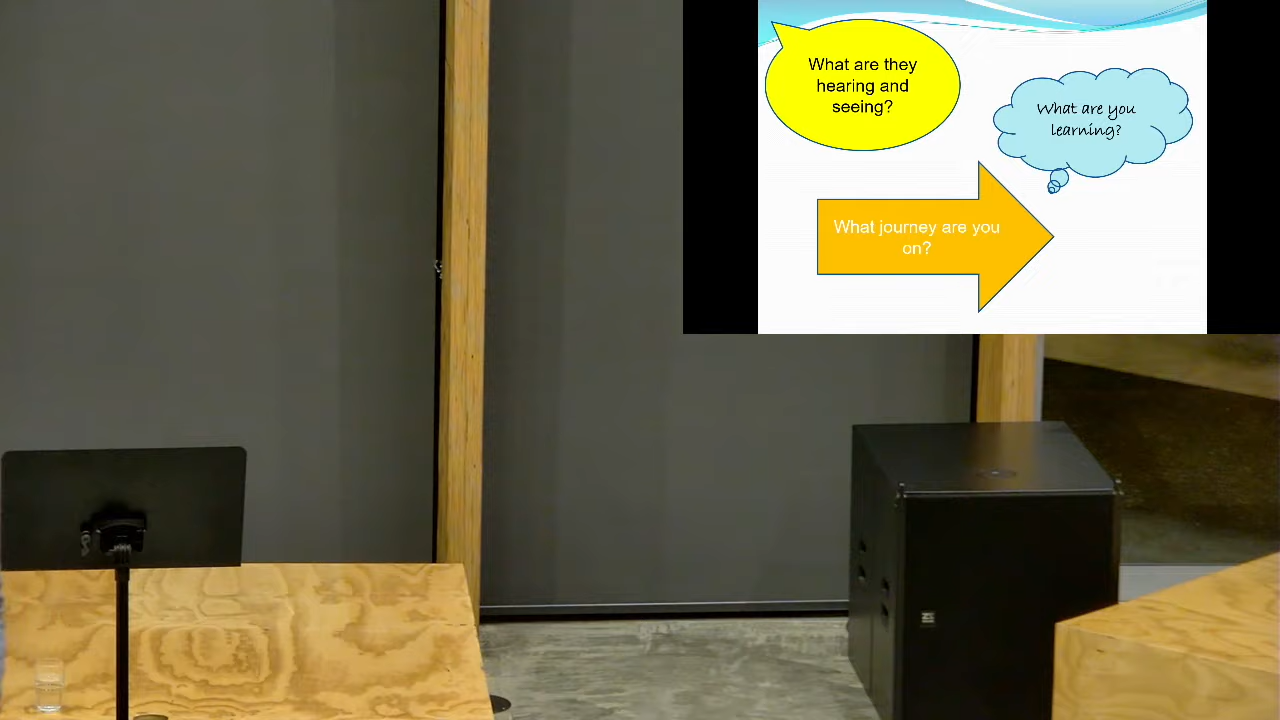 What are they
hearing and
seeing?
What are you
learning?
What journey are you
on?